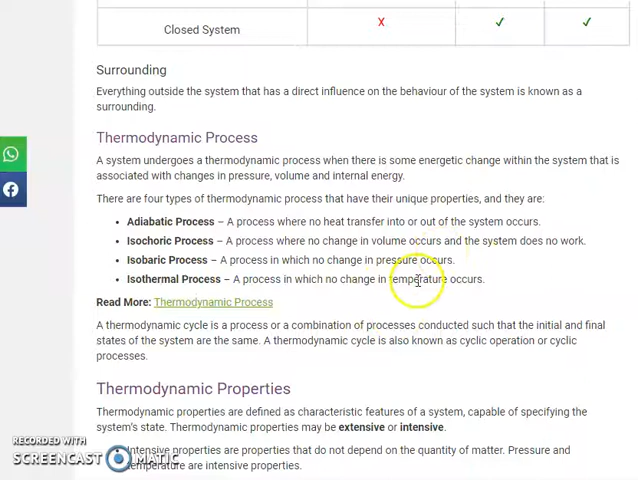 Closed System X ✓ ✓
Surrounding
Everything outside the system that has a direct influence on the behaviour of the system is known as a
surrounding.
Thermodynamic Process
A system undergoes a thermodynamic process when there is some energetic change within the system that is
associated with changes in pressure, volume and internal energy.
There are four types of thermodynamic process that have their unique properties, and they are:
• Adiabatic Process – A process where no heat transfer into or out of the system occurs.
• Isochoric Process – A process where no change in volume occurs and the system does no work.
• Isobaric Process – A process in which no change in pressure occurs.
• Isothermal Process – A process in which no change in temperature occurs.
Read More: Thermodynamic Process
A thermodynamic cycle is a process or a combination of processes conducted such that the initial and final
states of the system are the same. A thermodynamic cycle is also known as cyclic operation or cyclic
processes.
Thermodynamic Properties
Thermodynamic properties are defined as characteristic features of a system, capable of specifying the
system's state. Thermodynamic properties may be extensive or intensive.
Intensive properties are properties that do not depend on the quantity of matter. Pressure and
temperature are intensive properties.
RECORDED WITH
SCREENCAST MATIC